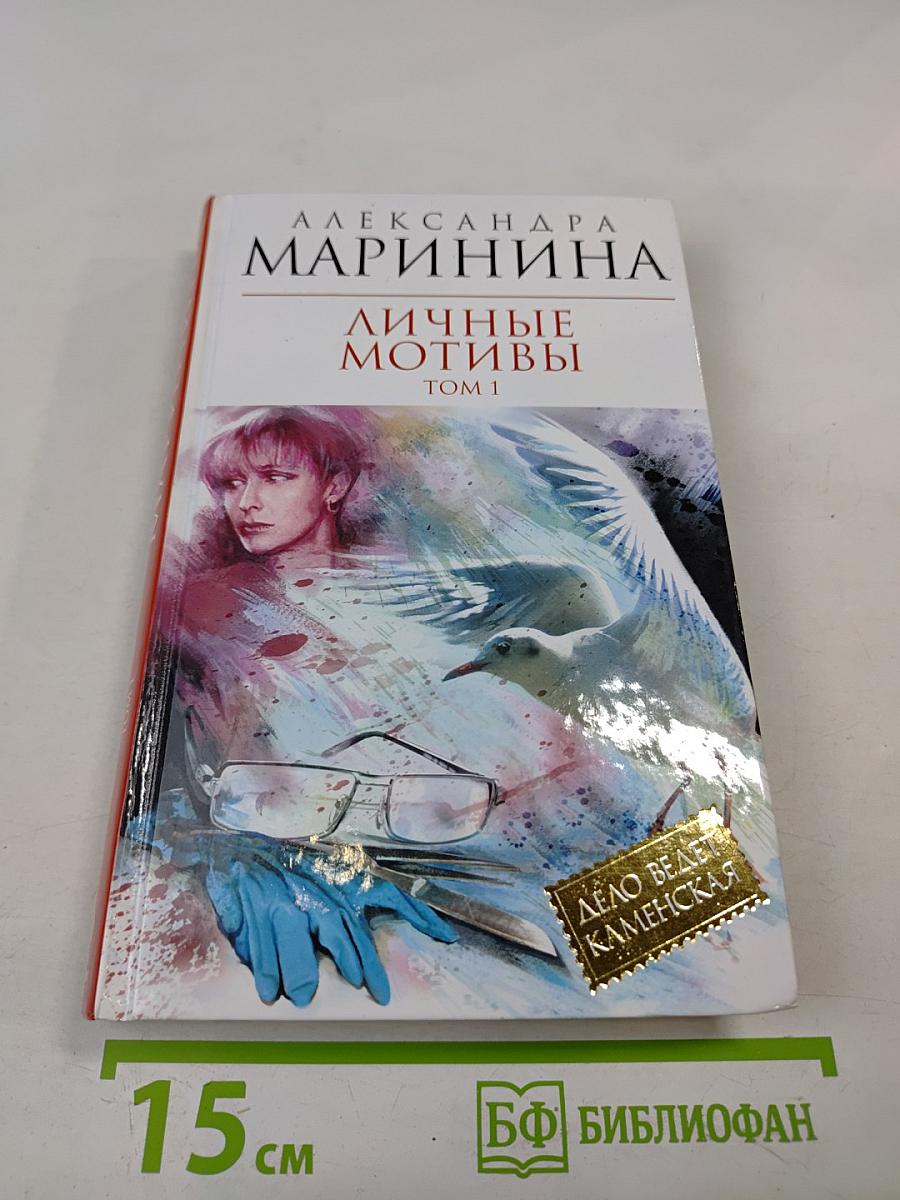 АЛЕКСАНДРА
МАРИНИНА
ЛИЧНЫЕ
МОТИВЫ
ТОМ 1
ДЕЛО ВЕДЕТ
КАМЕНСКАЯ
15 см
БФ БИБЛИОФАН